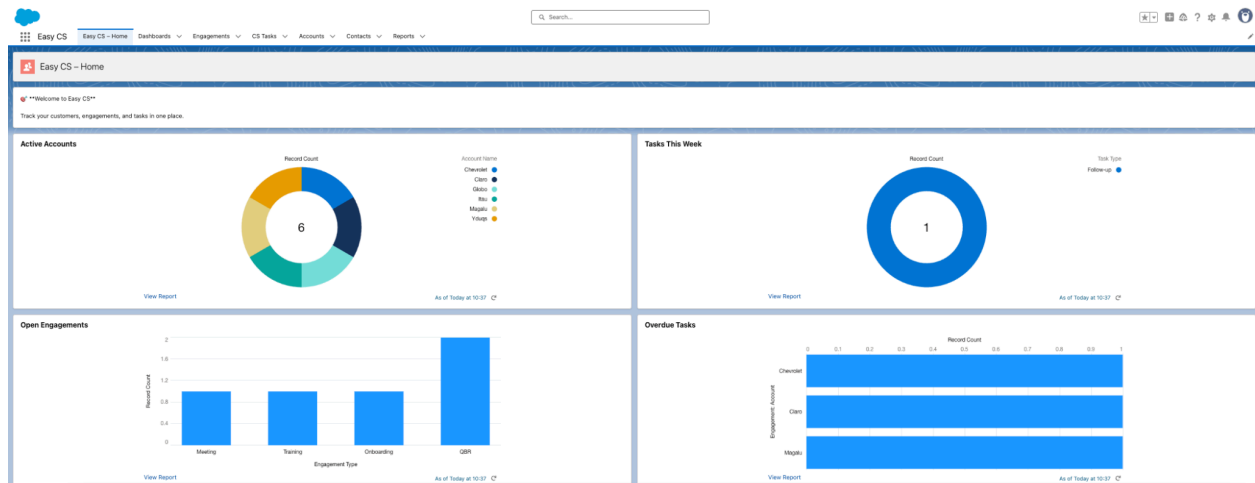 Search...
Easy CS
Easy CS – Home
Dashboards
Engagements
CS Tasks
Accounts
Contacts
Reports
Easy CS – Home
**Welcome to Easy CS**
Track your customers, engagements, and tasks in one place.
Active Accounts
Record Count
Account Name
Chevrolet
Claro
Globo
Itau
Magalu
Yduqs
6
View Report
As of Today at 10:37
Tasks This Week
Record Count
Task Type
Follow-up
1
View Report
As of Today at 10:37
Open Engagements
2
1.6
1.2
0.8
0.4
0
Record Count
Meeting
Training
Onboarding
QBR
Engagement Type
View Report
As of Today at 10:37
Overdue Tasks
Record Count
0 0.1 0.2 0.3 0.4 0.5 0.6 0.7 0.8 0.9 1
Engagement: Account
Chevrolet
Claro
Magalu
View Report
As of Today at 10:37